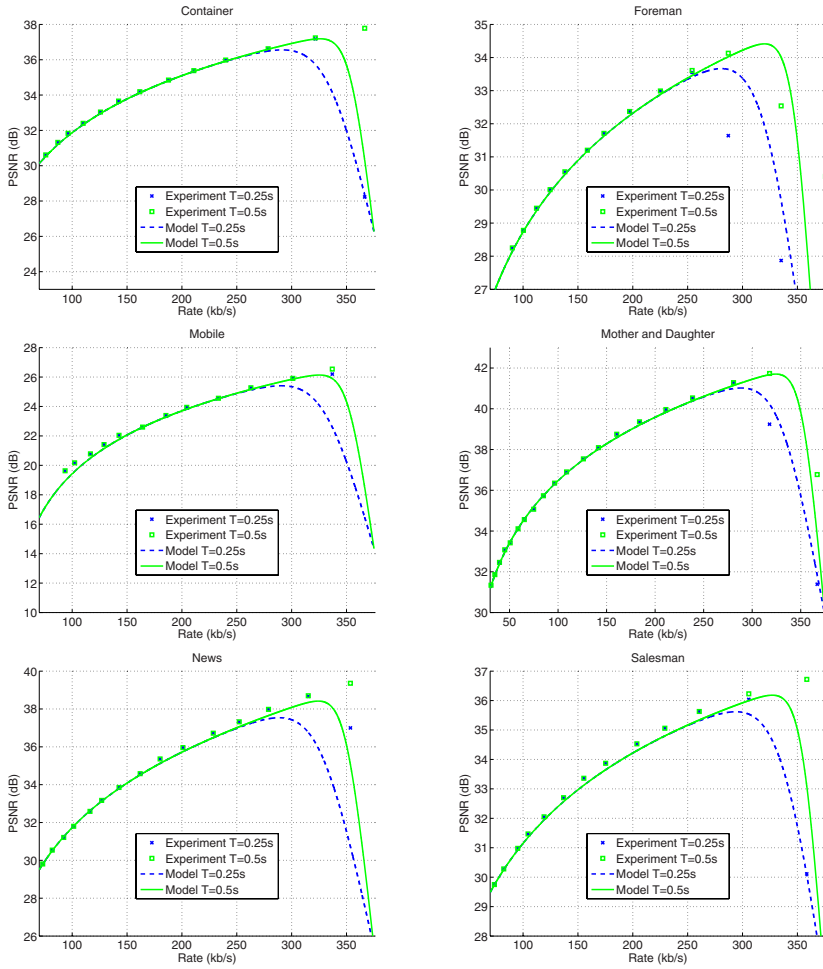 Container
38
36
34
32
30
28
26
24
PSNR (dB)
Experiment T=0.25s
Experiment T=0.5s
Model T=0.25s
Model T=0.5s
100 150 200 250 300 350
Rate (kb/s)
Foreman
35
34
33
32
31
30
29
28
27
PSNR (dB)
Experiment T=0.25s
Experiment T=0.5s
Model T=0.25s
Model T=0.5s
100 150 200 250 300 350
Rate (kb/s)
Mobile
28
26
24
22
20
18
16
14
12
10
PSNR (dB)
Experiment T=0.25s
Experiment T=0.5s
Model T=0.25s
Model T=0.5s
100 150 200 250 300 350
Rate (kb/s)
Mother and Daughter
42
40
38
36
34
32
30
PSNR (dB)
Experiment T=0.25s
Experiment T=0.5s
Model T=0.25s
Model T=0.5s
50 100 150 200 250 300 350
Rate (kb/s)
News
40
38
36
34
32
30
28
26
PSNR (dB)
Experiment T=0.25s
Experiment T=0.5s
Model T=0.25s
Model T=0.5s
100 150 200 250 300 350
Rate (kb/s)
Salesman
37
36
35
34
33
32
31
30
29
28
PSNR (dB)
Experiment T=0.25s
Experiment T=0.5s
Model T=0.25s
Model T=0.5s
100 150 200 250 300 350
Rate (kb/s)